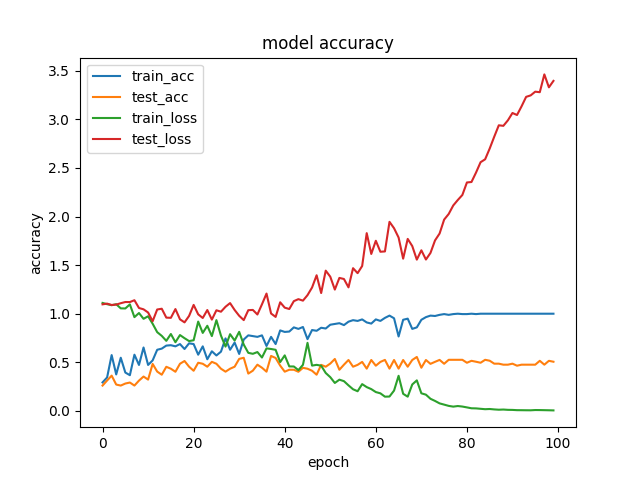 model accuracy
train_acc
test_acc
train_loss
test_loss
accuracy
3.5
3.0
2.5
2.0
1.5
1.0
0.5
0.0
0 20 40 60 80 100
epoch